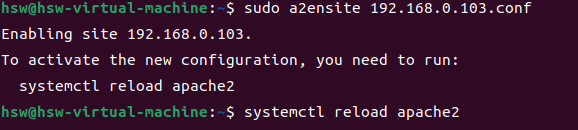 hsw@hsw-virtual-machine:~$ sudo a2ensite 192.168.0.103.conf
Enabling site 192.168.0.103.
To activate the new configuration, you need to run:
  systemctl reload apache2
hsw@hsw-virtual-machine:~$ systemctl reload apache2